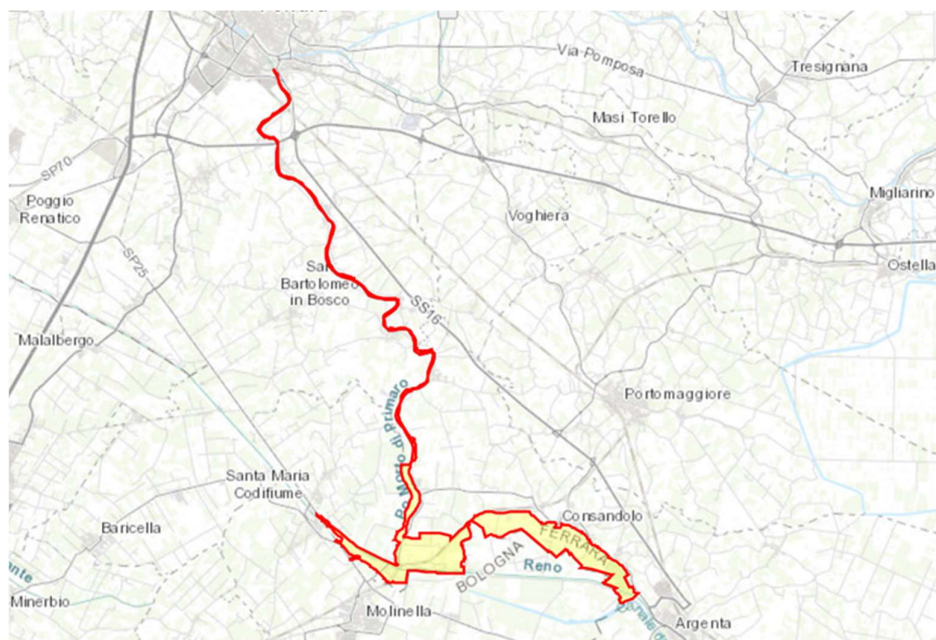 Via Pomposa
Tresignana
Masi Torello
SP70
Poggio
Renatico
Migliarino
Voghiera
SP25
San
Bartolomeo
in Bosco
Ostella
SS16
Malalbergo
Portomaggiore
Po Morto di Primaro
Santa Maria
Codifiume
Baricella
Consandolo
FERRARA
BOLOGNA
Reno
Minerbio
Molinella
Argenta